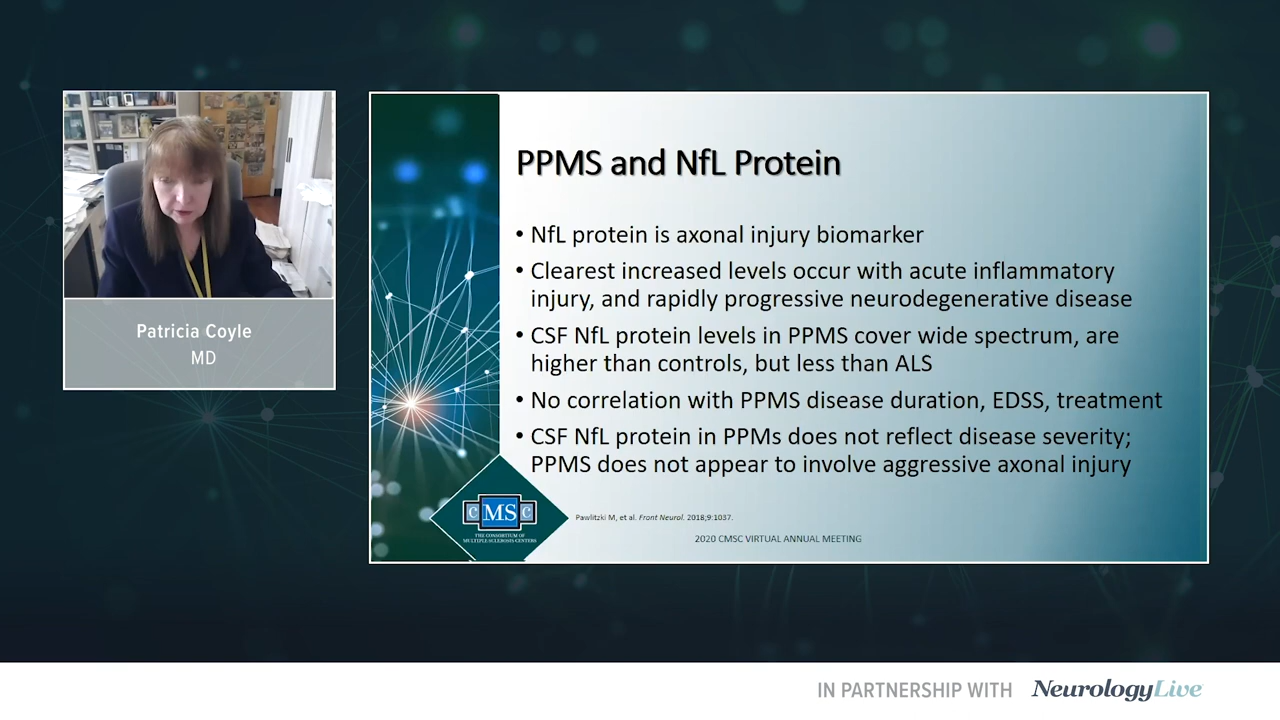 Patricia Coyle
MD
PPMS and NfL Protein
• NfL protein is axonal injury biomarker
• Clearest increased levels occur with acute inflammatory
injury, and rapidly progressive neurodegenerative disease
• CSF NfL protein levels in PPMS cover wide spectrum, are
higher than controls, but less than ALS
• No correlation with PPMS disease duration, EDSS, treatment
• CSF NfL protein in PPMs does not reflect disease severity;
PPMS does not appear to involve aggressive axonal injury
C MS C
THE CONSORTIUM OF
MULTIPLE SCLEROSIS CENTERS
Pawlitzki M, et al. Front Neurol. 2018;9:1037.
2020 CMSC VIRTUAL ANNUAL MEETING
IN PARTNERSHIP WITH NeurologyLive